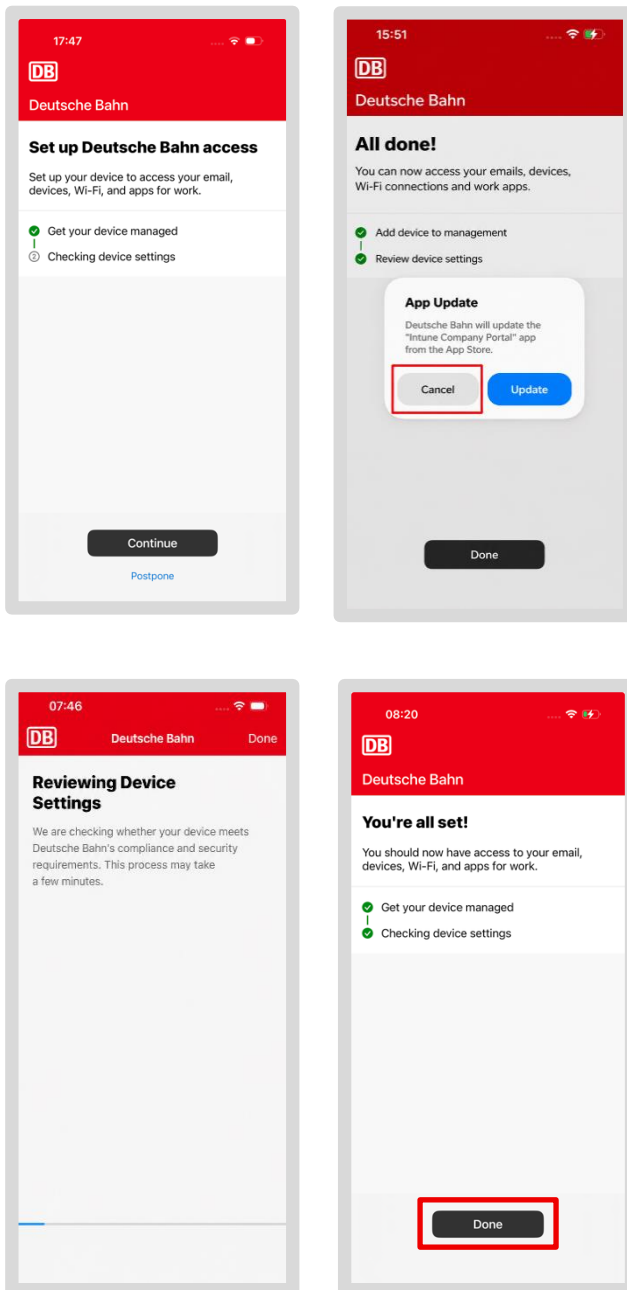 17:47
DB
Deutsche Bahn
Set up Deutsche Bahn access
Set up your device to access your email,
devices, Wi-Fi, and apps for work.
Get your device managed
2 Checking device settings
Continue
Postpone
15:51
DB
Deutsche Bahn
All done!
You can now access your emails, devices,
Wi-Fi connections and work apps.
Add device to management
Review device settings
App Update
Deutsche Bahn will update the
"Intune Company Portal" app
from the App Store.
Cancel Update
Done
07:46
DB Deutsche Bahn Done
Reviewing Device
Settings
We are checking whether your device meets
Deutsche Bahn's compliance and security
requirements. This process may take
a few minutes.
08:20
DB
Deutsche Bahn
You're all set!
You should now have access to your email,
devices, Wi-Fi, and apps for work.
Get your device managed
Checking device settings
Done